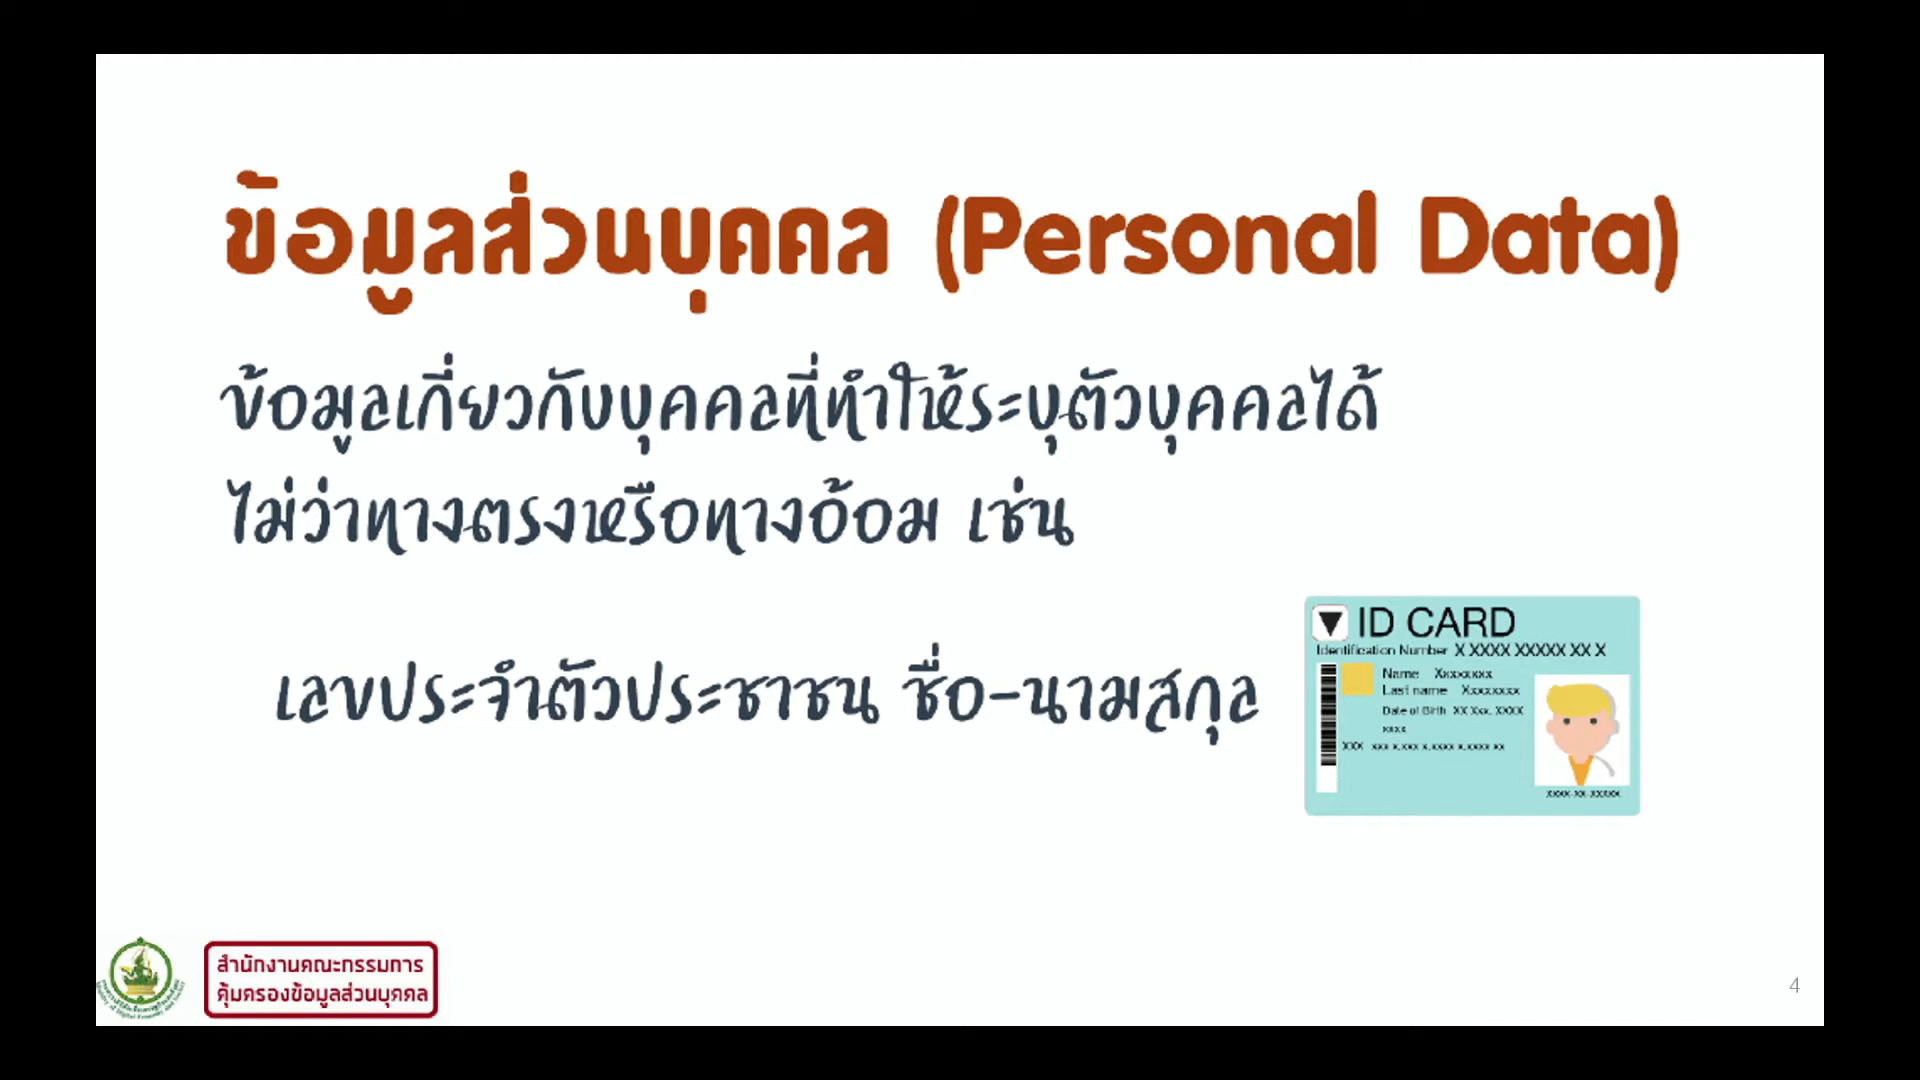 ข้อมูลส่วนบุคคล (Personal Data)
ข้อมูลเกี่ยวกับบุคคลที่ทำให้ระบุตัวบุคคลได้
ไม่ว่าทางตรงหรือทางอ้อม เช่น
เลขประจำตัวประชาชน ชื่อ-นามสกุล
ID CARD
Identification Number X XXXX XXXXX XX X
Name Xxxxxxxx
Last name Xxxxxxxx
Date of Birth XX Xxx. XXXX
สำนักงานคณะกรรมการ
คุ้มครองข้อมูลส่วนบุคคล
4